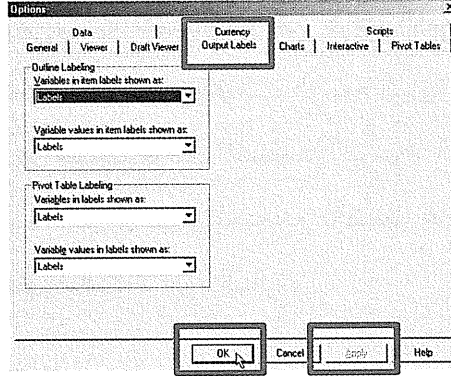 Options
Data Currency Scripts
General Viewer Draft Viewer Output Labels Charts Interactive Pivot Tables
Outline Labeling
Variables in item labels shown as:
Labels
Variable values in item labels shown as:
Labels
Pivot Table Labeling
Variables in labels shown as:
Labels
Variable values in labels shown as:
Labels
OK Cancel Apply Help